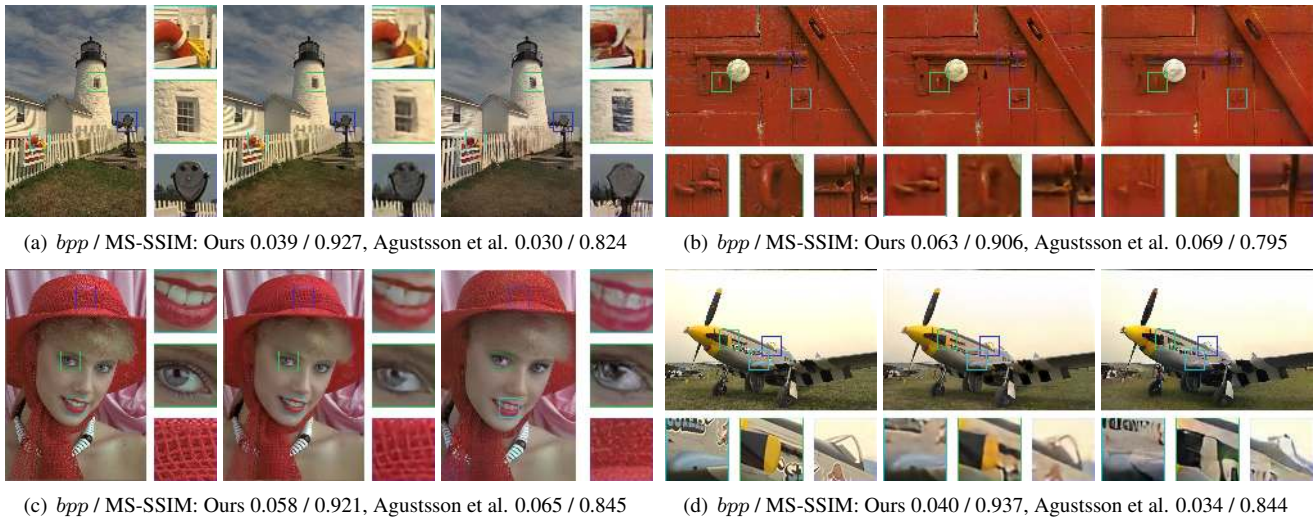 (a) bpp / MS-SSIM: Ours 0.039 / 0.927, Agustsson et al. 0.030 / 0.824
(b) bpp / MS-SSIM: Ours 0.063 / 0.906, Agustsson et al. 0.069 / 0.795
(c) bpp / MS-SSIM: Ours 0.058 / 0.921, Agustsson et al. 0.065 / 0.845
(d) bpp / MS-SSIM: Ours 0.040 / 0.937, Agustsson et al. 0.034 / 0.844